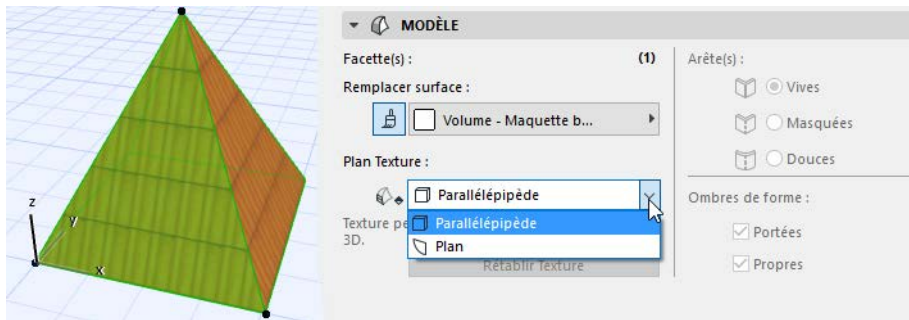 MODÈLE
Facette(s) :
(1)
Remplacer surface :
Volume - Maquette b...
Plan Texture :
Parallélépipède
Texture pe
3D.
Parallélépipède
Plan
Rétablir Texture
Arête(s) :
Vives
Masquées
Douces
Ombres de forme :
Portées
Propres
z
y
x